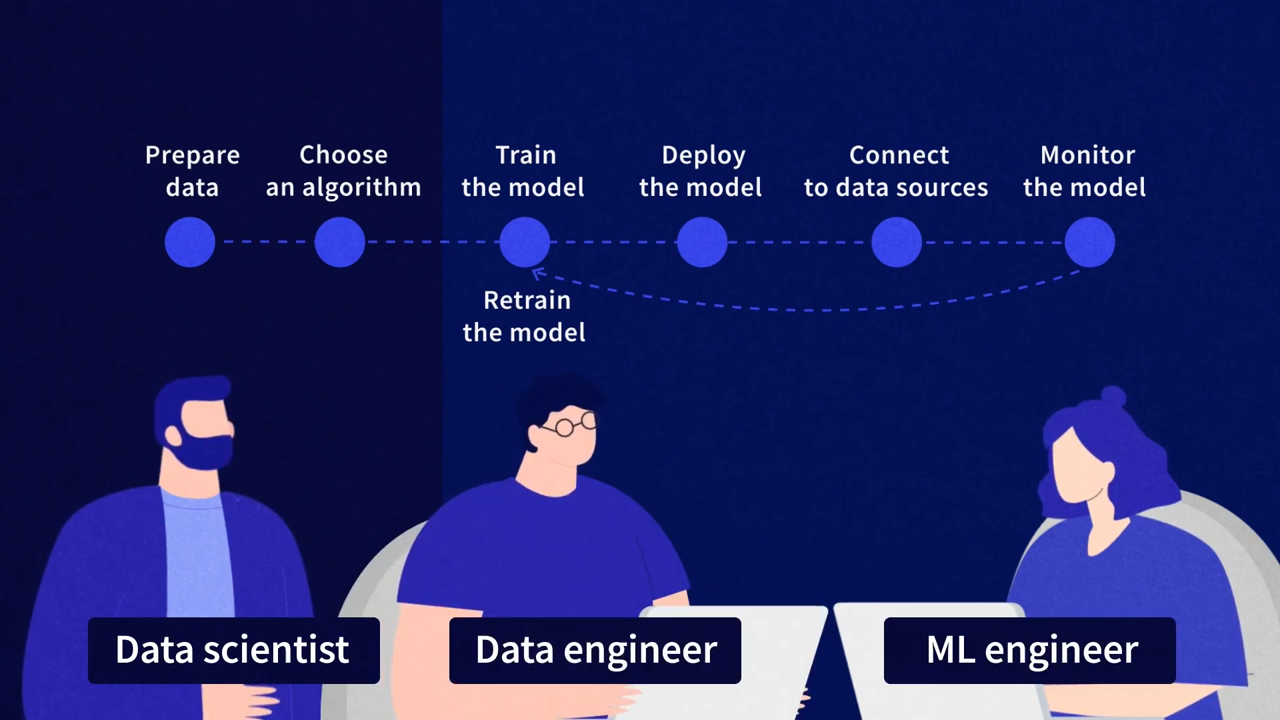 Prepare
data
Choose
an algorithm
Train
the model
Deploy
the model
Connect
to data sources
Monitor
the model
Retrain
the model
Data scientist
Data engineer
ML engineer